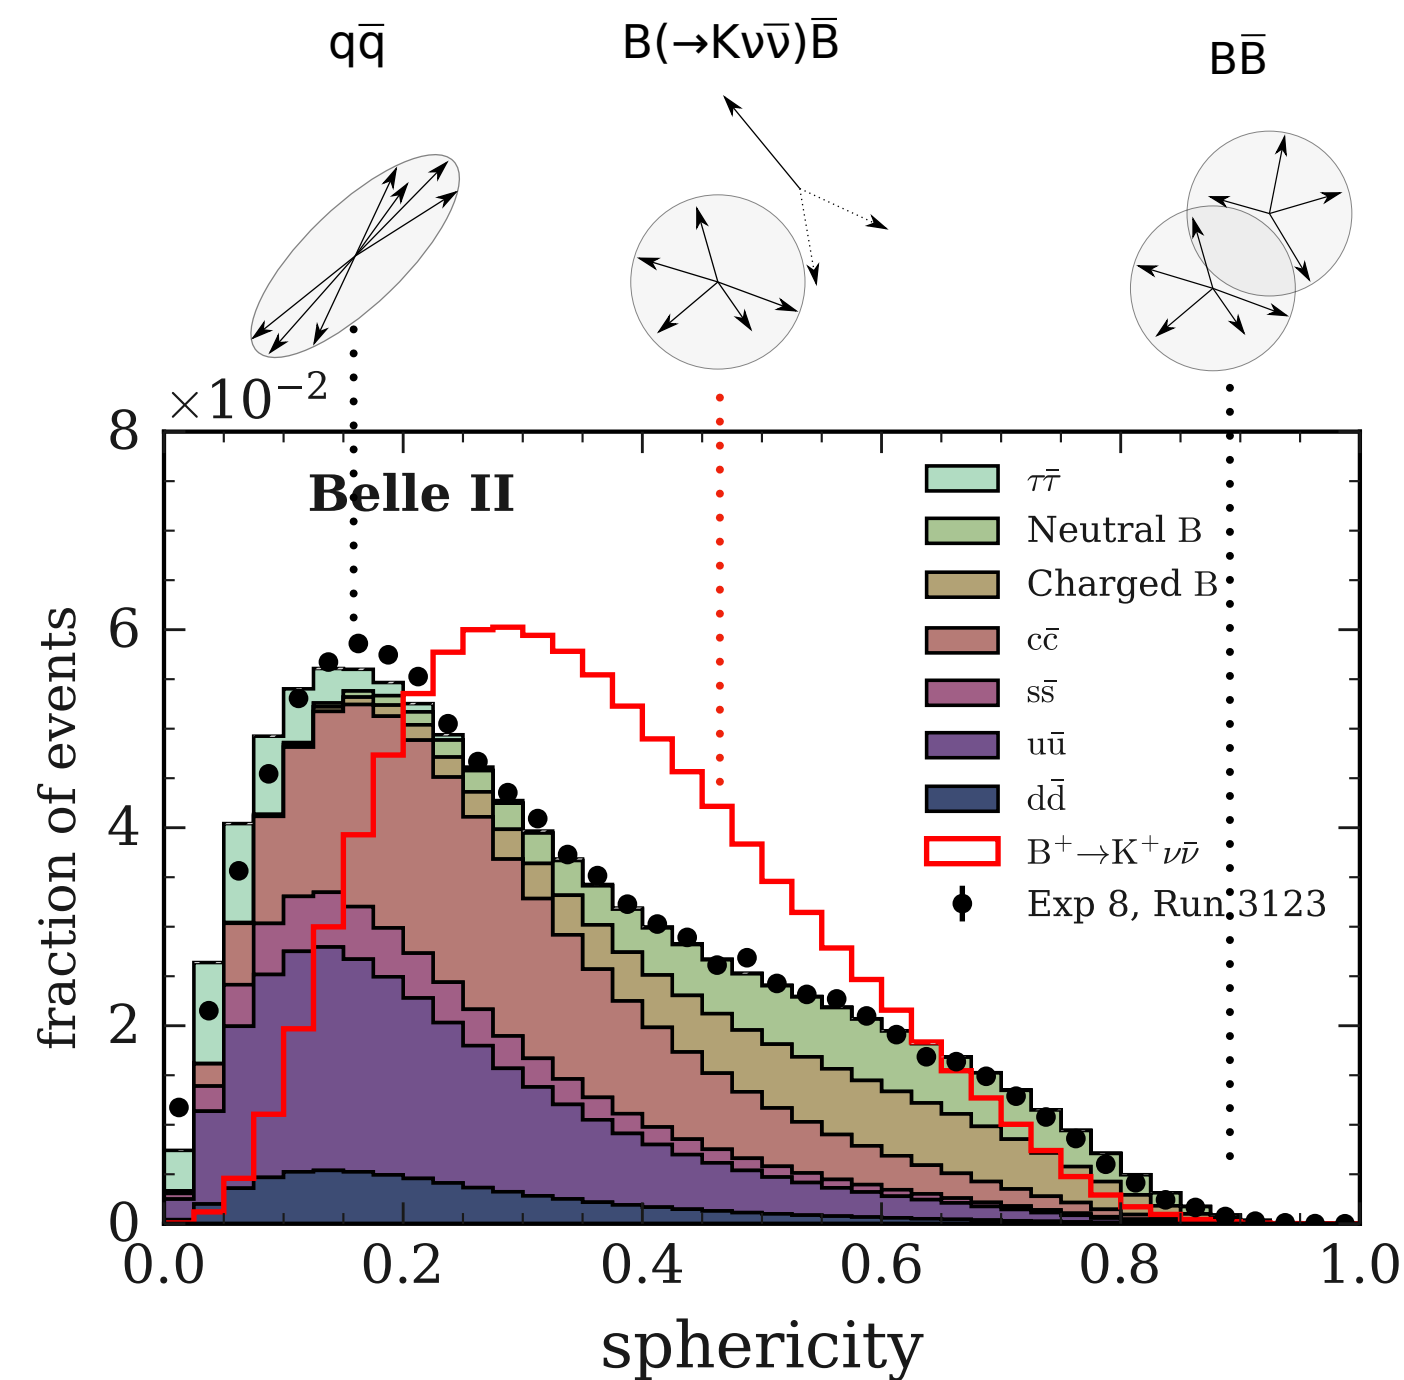 qq̅
B(→Kνν̅)B̅
BB̅
×10⁻²
8
6
4
2
0
fraction of events
Belle II
ττ̅
Neutral B
Charged B
cc̅
ss̅
uu̅
dd̅
B⁺→K⁺νν̅
Exp 8, Run 3123
0.0 0.2 0.4 0.6 0.8 1.0
sphericity